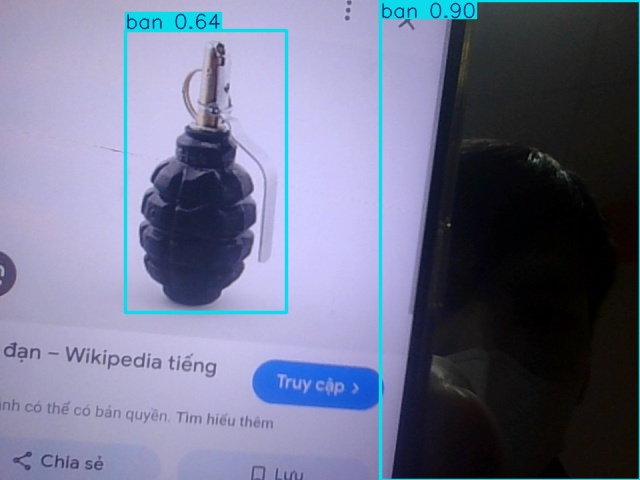 ban 0.64
ban 0.90
đạn – Wikipedia tiếng
Truy cập >
nh có thể có bản quyền. Tìm hiểu thêm
Chia sẻ
Lưu